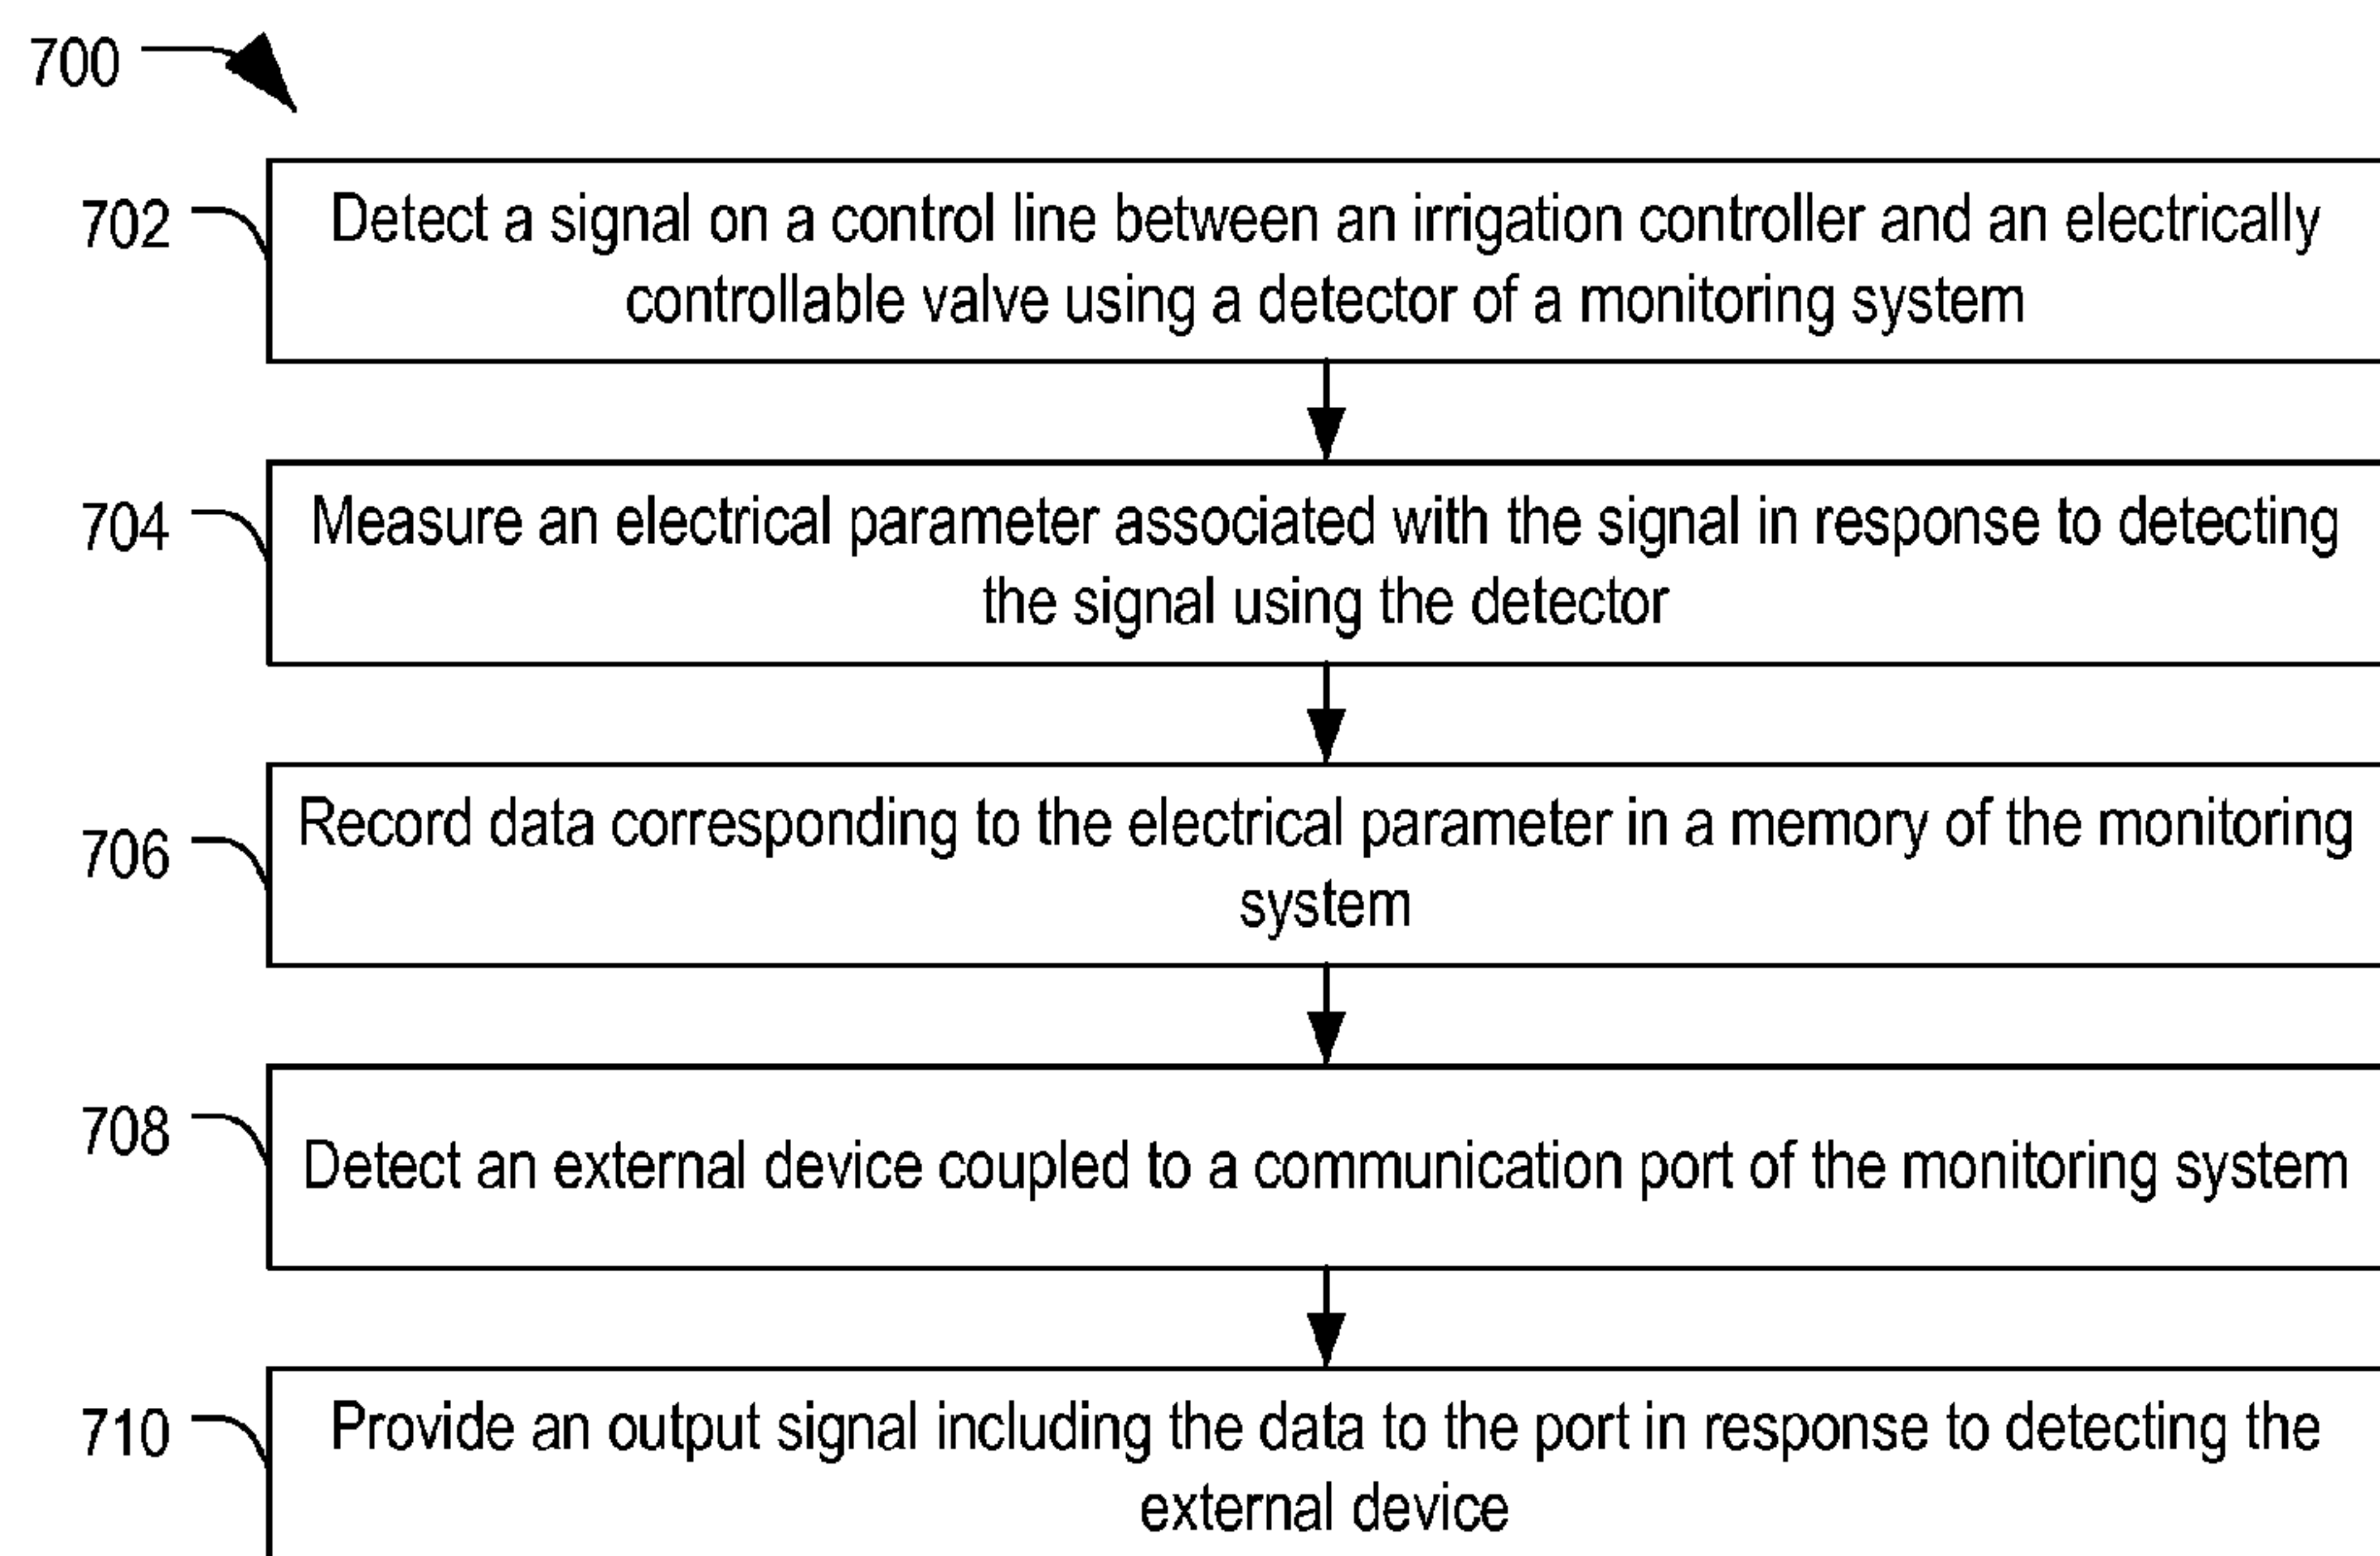 700
702
Detect a signal on a control line between an irrigation controller and an electrically
controllable valve using a detector of a monitoring system
704
Measure an electrical parameter associated with the signal in response to detecting
the signal using the detector
706
Record data corresponding to the electrical parameter in a memory of the monitoring
system
708
Detect an external device coupled to a communication port of the monitoring system
710
Provide an output signal including the data to the port in response to detecting the
external device